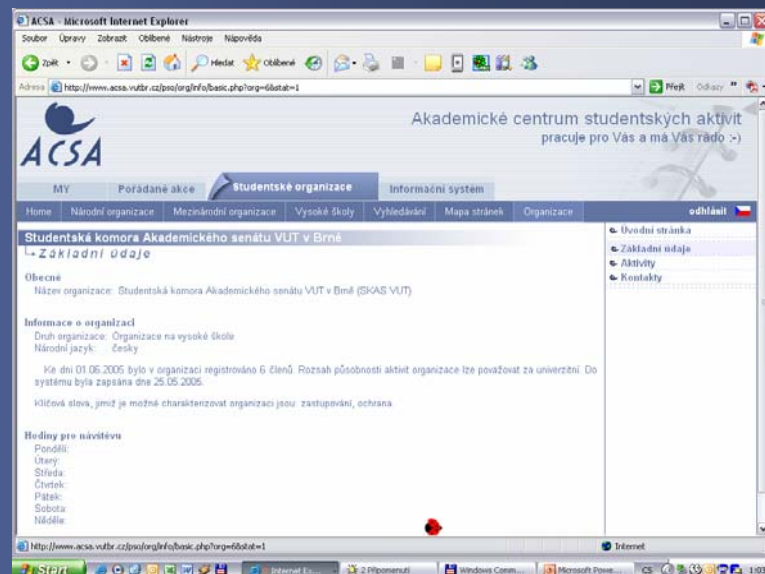 ACSA - Microsoft Internet Explorer
Soubor Úpravy Zobrazit Oblíbené Nástroje Nápověda
Zpět Hledat Oblíbené
Adresa http://www.acsa.vutbr.cz/pso/org/info/basic.php?org=6&stat=1 Přejít Odkazy
ACSA
Akademické centrum studentských aktivit
pracuje pro Vás a má Vás rádo :-)
MY Pořádané akce Studentské organizace Informační systém
Home Národní organizace Mezinárodní organizace Vysoké školy Vyhledávání Mapa stránek Organizace odhlásit
Studentská komora Akademického senátu VUT v Brně
Základní údaje
Obecné
Název organizace: Studentská komora Akademického senátu VUT v Brně (SKAS VUT)
Informace o organizaci
Druh organizace: Organizace na vysoké škole
Národní jazyk: česky
Ke dni 01.06.2005 bylo v organizaci registrováno 6 členů. Rozsah působnosti aktivit organizace lze považovat za univerzitní. Do
systému byla zapsána dne 25.05.2005.
Klíčová slova, jimiž je možné charakterizovat organizaci jsou: zastupování, ochrana
Hodiny pro návštěvu
Pondělí:
Úterý:
Středa:
Čtvrtek:
Pátek:
Sobota:
Neděle:
Úvodní stránka
Základní údaje
Aktivity
Kontakty
http://www.acsa.vutbr.cz/pso/org/info/basic.php?org=6&stat=1 Internet
Start Internet Ex... 2 Připomenutí Windows Comm... Microsoft Powe... CS 1:03